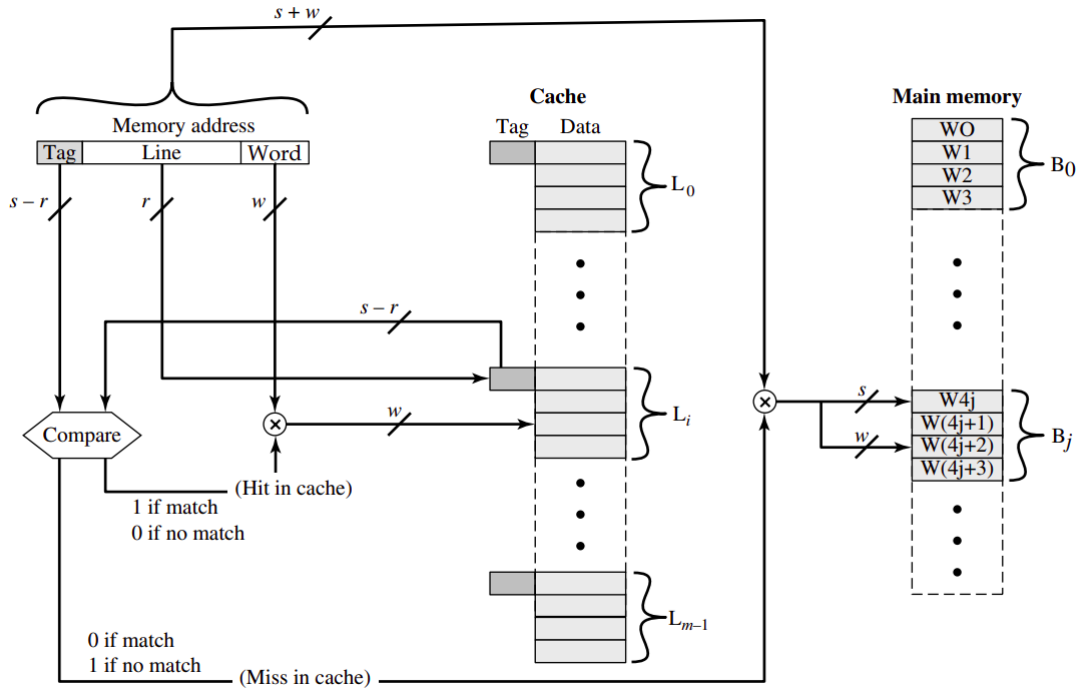 s + w
Cache
Main memory
Memory address
Tag Data
Tag Line Word
WO
W1
W2
W3
B0
L0
s – r
r
w
s – r
Compare
w
Li
s
w
W4j
W(4j+1)
W(4j+2)
W(4j+3)
Bj
(Hit in cache)
1 if match
0 if no match
Lm–1
0 if match
1 if no match
(Miss in cache)